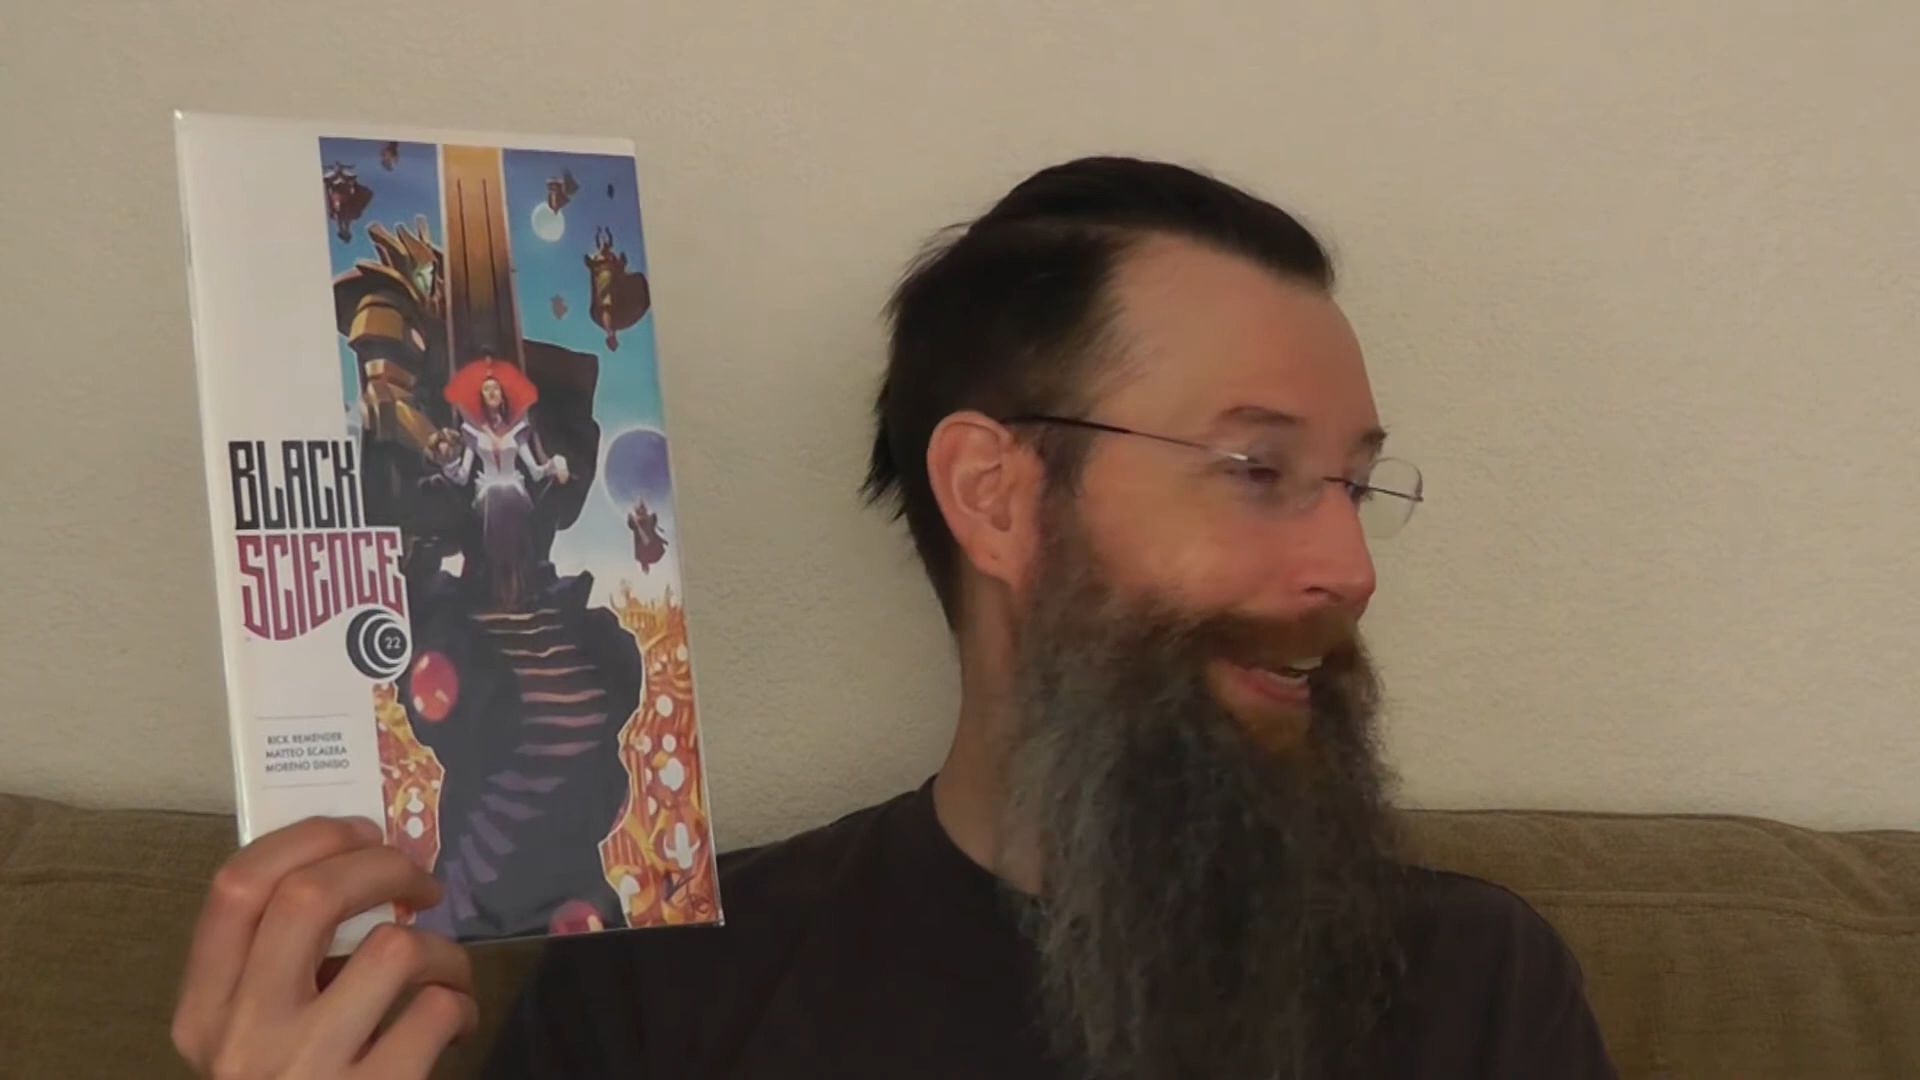 BLACK
SCIENCE
22
RICK REMENDER
MATTEO SCALERA
MORENO DINISIO